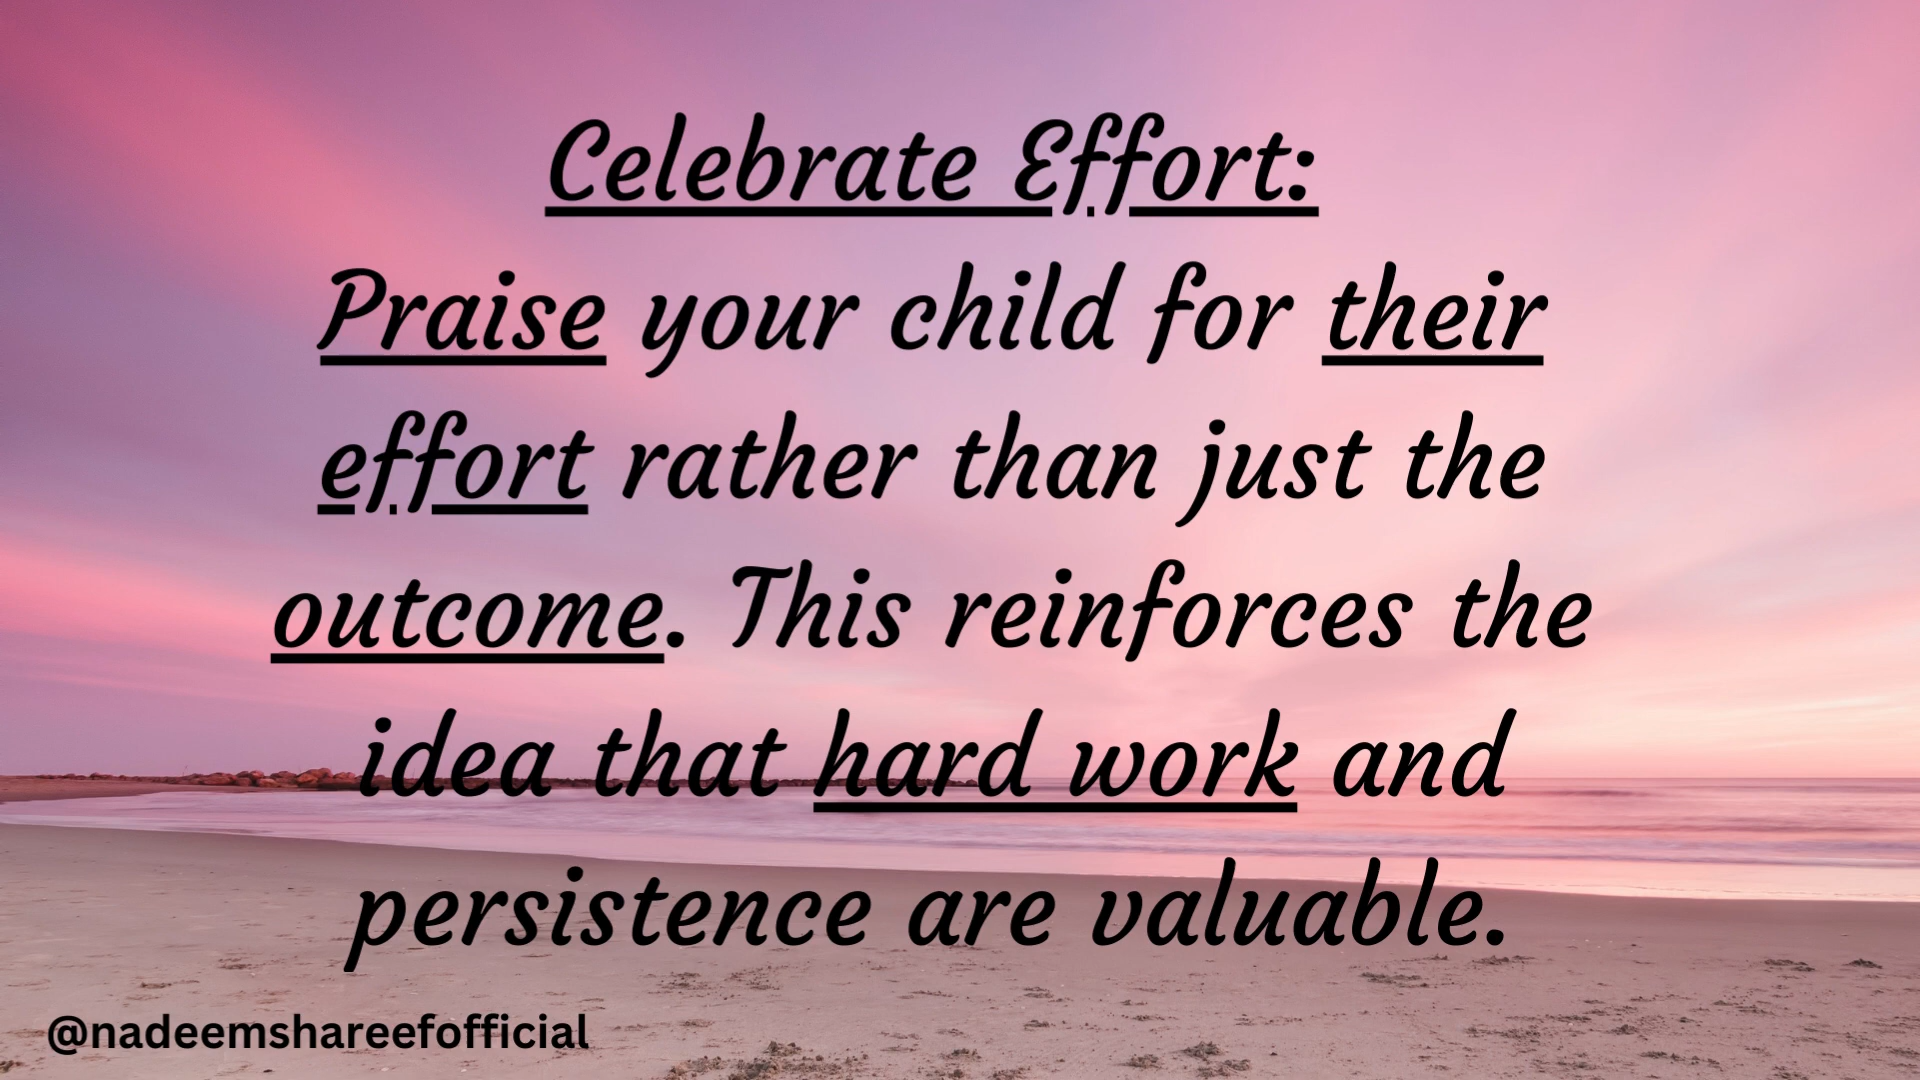 Celebrate Effort:
Praise your child for their
effort rather than just the
outcome. This reinforces the
idea that hard work and
persistence are valuable.
@nadeemshareefofficial